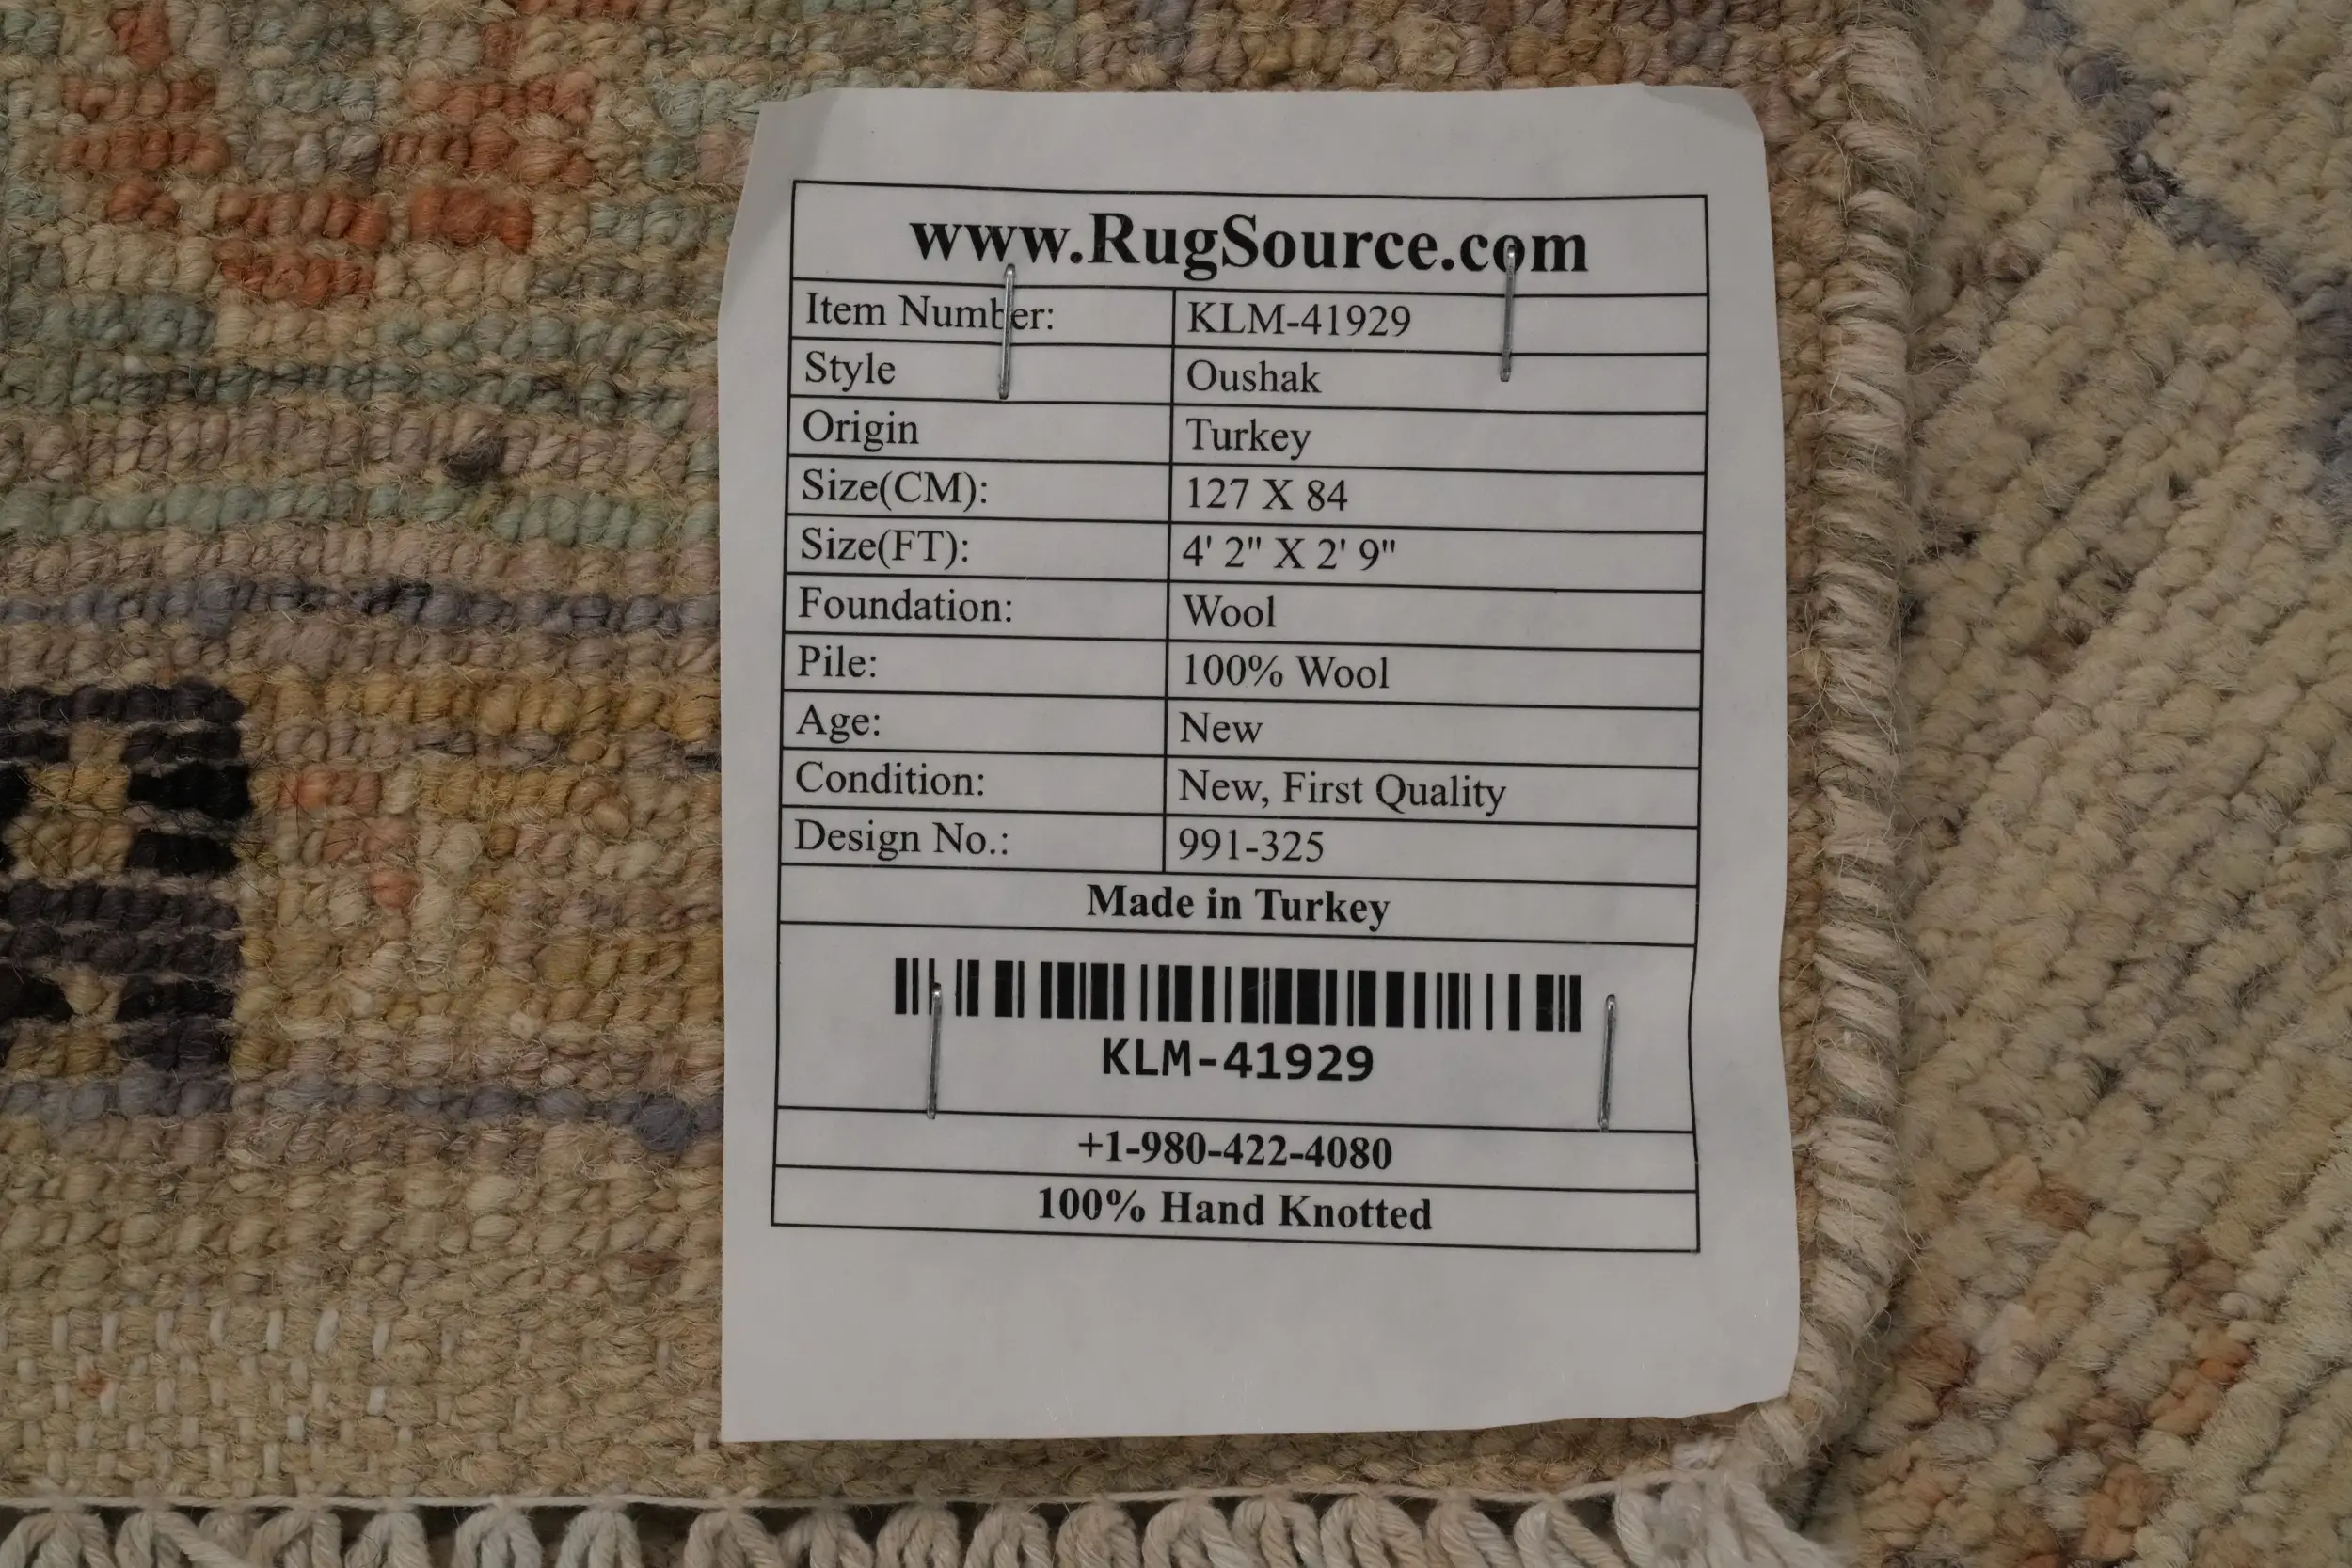 www.RugSource.com
Item Number: KLM-41929
Style Oushak
Origin Turkey
Size(CM): 127 X 84
Size(FT): 4' 2" X 2' 9"
Foundation: Wool
Pile: 100% Wool
Age: New
Condition: New, First Quality
Design No.: 991-325
Made in Turkey
KLM-41929
+1-980-422-4080
100% Hand Knotted